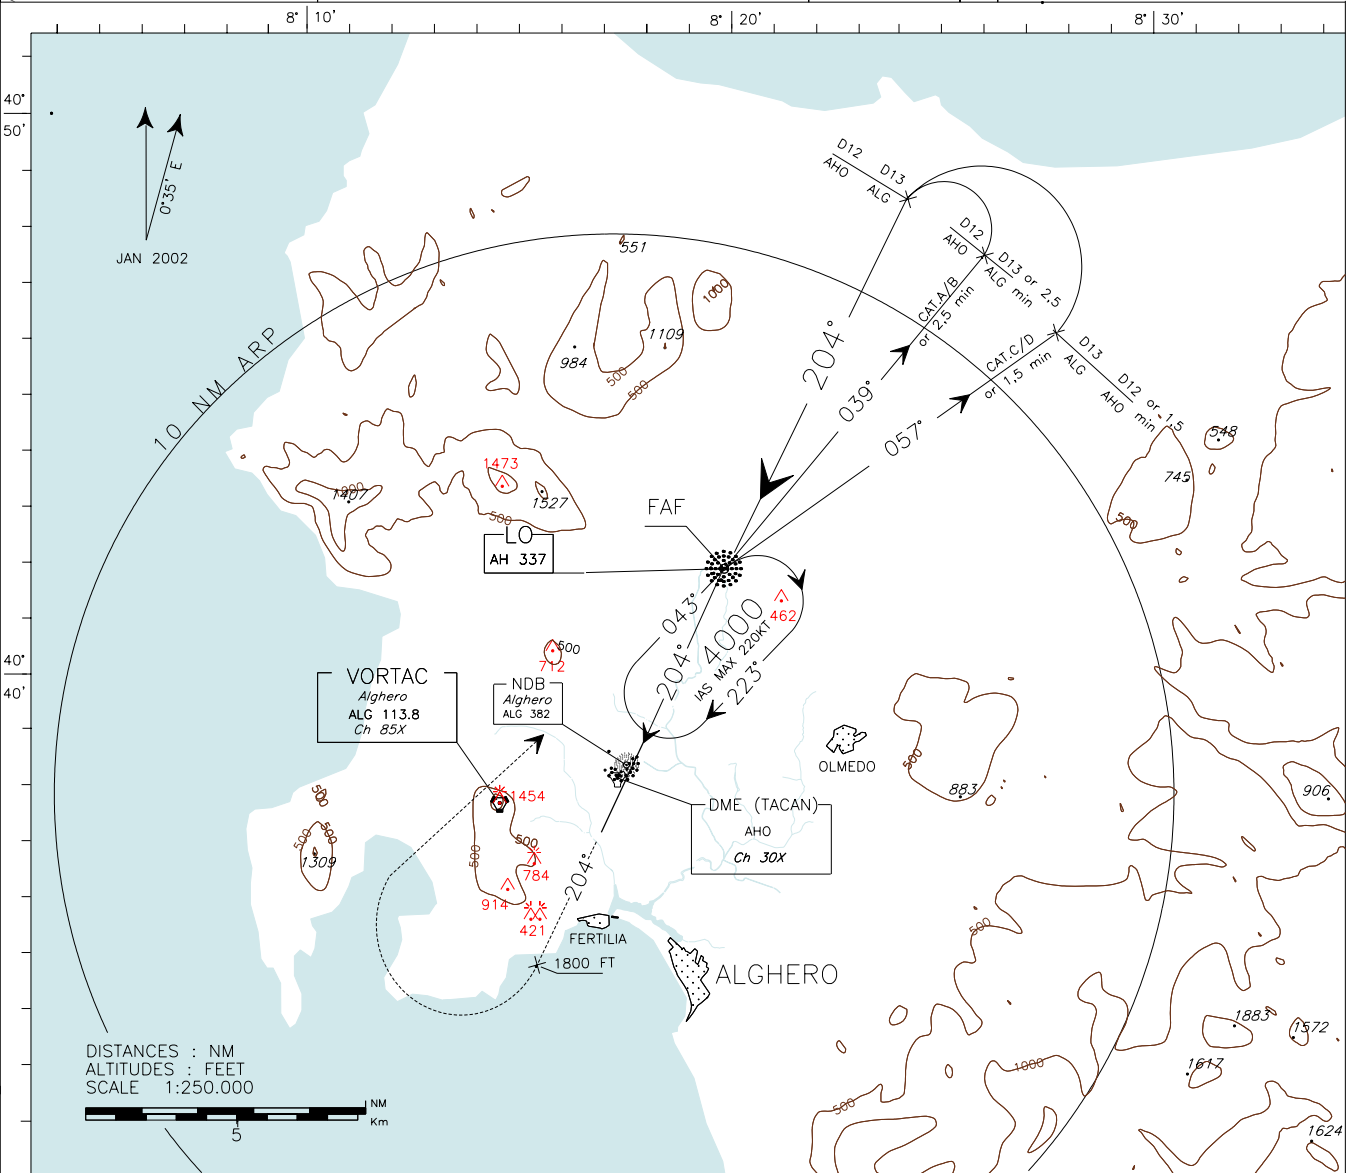 8° 10'
8° 20'
8° 30'
40°
50'
0°35' E
JAN 2002
10 NM ARP
D12
AHO
D13
ALG
D12
AHO
D13 or 2,5
ALG min
CAT.A/B
or 2,5 min
CAT.C/D
or 1,5 min
D13
ALG
D12 or 1,5
AHO min
551
1000
1109
984
500
500
204°
039°
057°
548
745
500
1473
1000
1407
1527
500
FAF
LO
AH 337
043°
4000
IAS MAX 220KT
204°
223°
462
500
712
40°
40'
VORTAC
Alghero
ALG 113.8
Ch 85X
NDB
Alghero
ALG 382
OLMEDO
500
883
906
DME (TACAN)
AHO
Ch 30X
1454
500
500
784
914
421
500
500
500
1309
204°
FERTILIA
1800 FT
ALGHERO
500
1883
1572
1617
1000
500
1624
DISTANCES : NM
ALTITUDES : FEET
SCALE 1:250.000
NM
Km
5